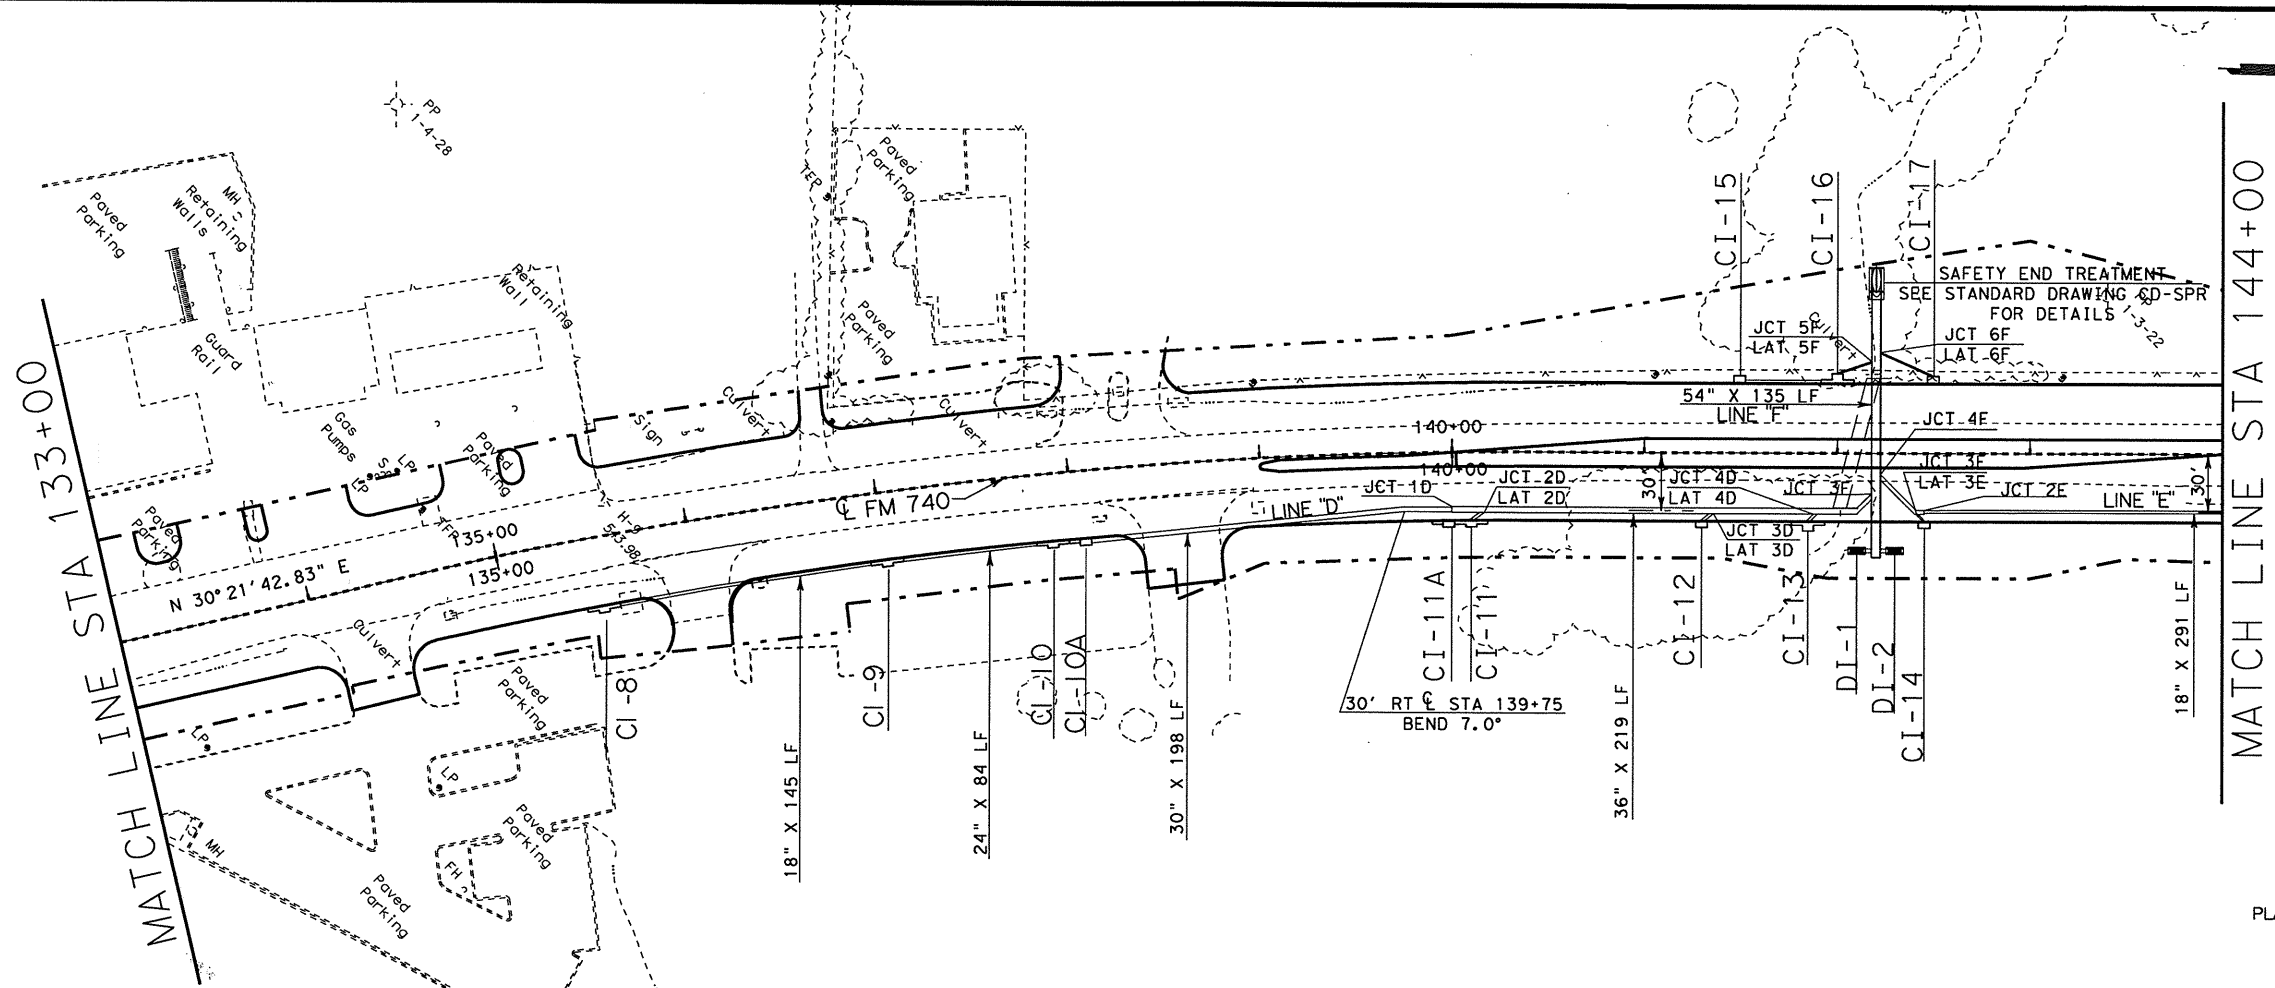 MATCH LINE STA 133+00
MATCH LINE STA 144+00
PP
1-4-28
Paved
Parking
MH
Retaining
Walls
Guard
Rail
Retaining
Wall
Gas
Pumps
S
LP
LP
Paved
Parking
Sign
Culvert
TEP
Paved
Parking
Paved
Parking
Culvert
Paved
Parking
N 30°21'42.83" E
135+00
135+00
H-9
543.98
℄ FM 740
Culvert
LP
Paved
Parking
LP
Paved
Parking
FH
Paved
Parking
MH
CI-8
18" X 145 LF
CI-9
24" X 84 LF
CI-10
CI-10A
30" X 198 LF
LINE "D"
140+00
140+00
JCT 1D
JCT 2D
LAT 2D
30'
JCT 4D
LAT 4D
JCT 3F
JCT 3D
LAT 3D
CI-11A
CI-11
30' RT ℄ STA 139+75
BEND 7.0°
36" X 219 LF
CI-12
CI-13
DI-1
DI-2
CI-14
18" X 291 LF
CI-15
CI-16
CI-17
SAFETY END TREATMENT
SEE STANDARD DRAWING CD-SPR
FOR DETAILS
1-3-22
Culvert
JCT 5F
LAT 5F
JCT 6F
LAT 6F
54" X 135 LF
LINE "F"
JCT 4F
JCT 3E
LAT 3E
JCT 2E
LINE "E"
30'